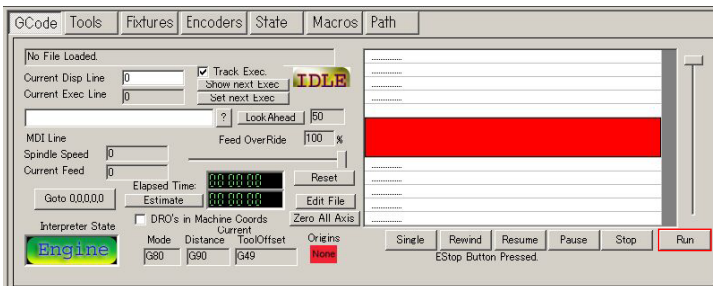 GCode Tools Fixtures Encoders State Macros Path
No File Loaded.
Current Disp Line 0 Track Exec. IDLE
Show next Exec
Current Exec Line 0 Set next Exec
? Look Ahead 50
MDI Line Feed OverRide 100 %
Spindle Speed 0
Current Feed 0
Elapsed Time: 00 00 00 Reset
Goto 0,0,0,0,0 Estimate 00 00 00 Edit File
DRO's in Machine Coords Zero All Axis
Interpreter State Current
Mode Distance ToolOffset Origins
Engine G80 G90 G49 None
Single Rewind Resume Pause Stop Run
EStop Button Pressed.